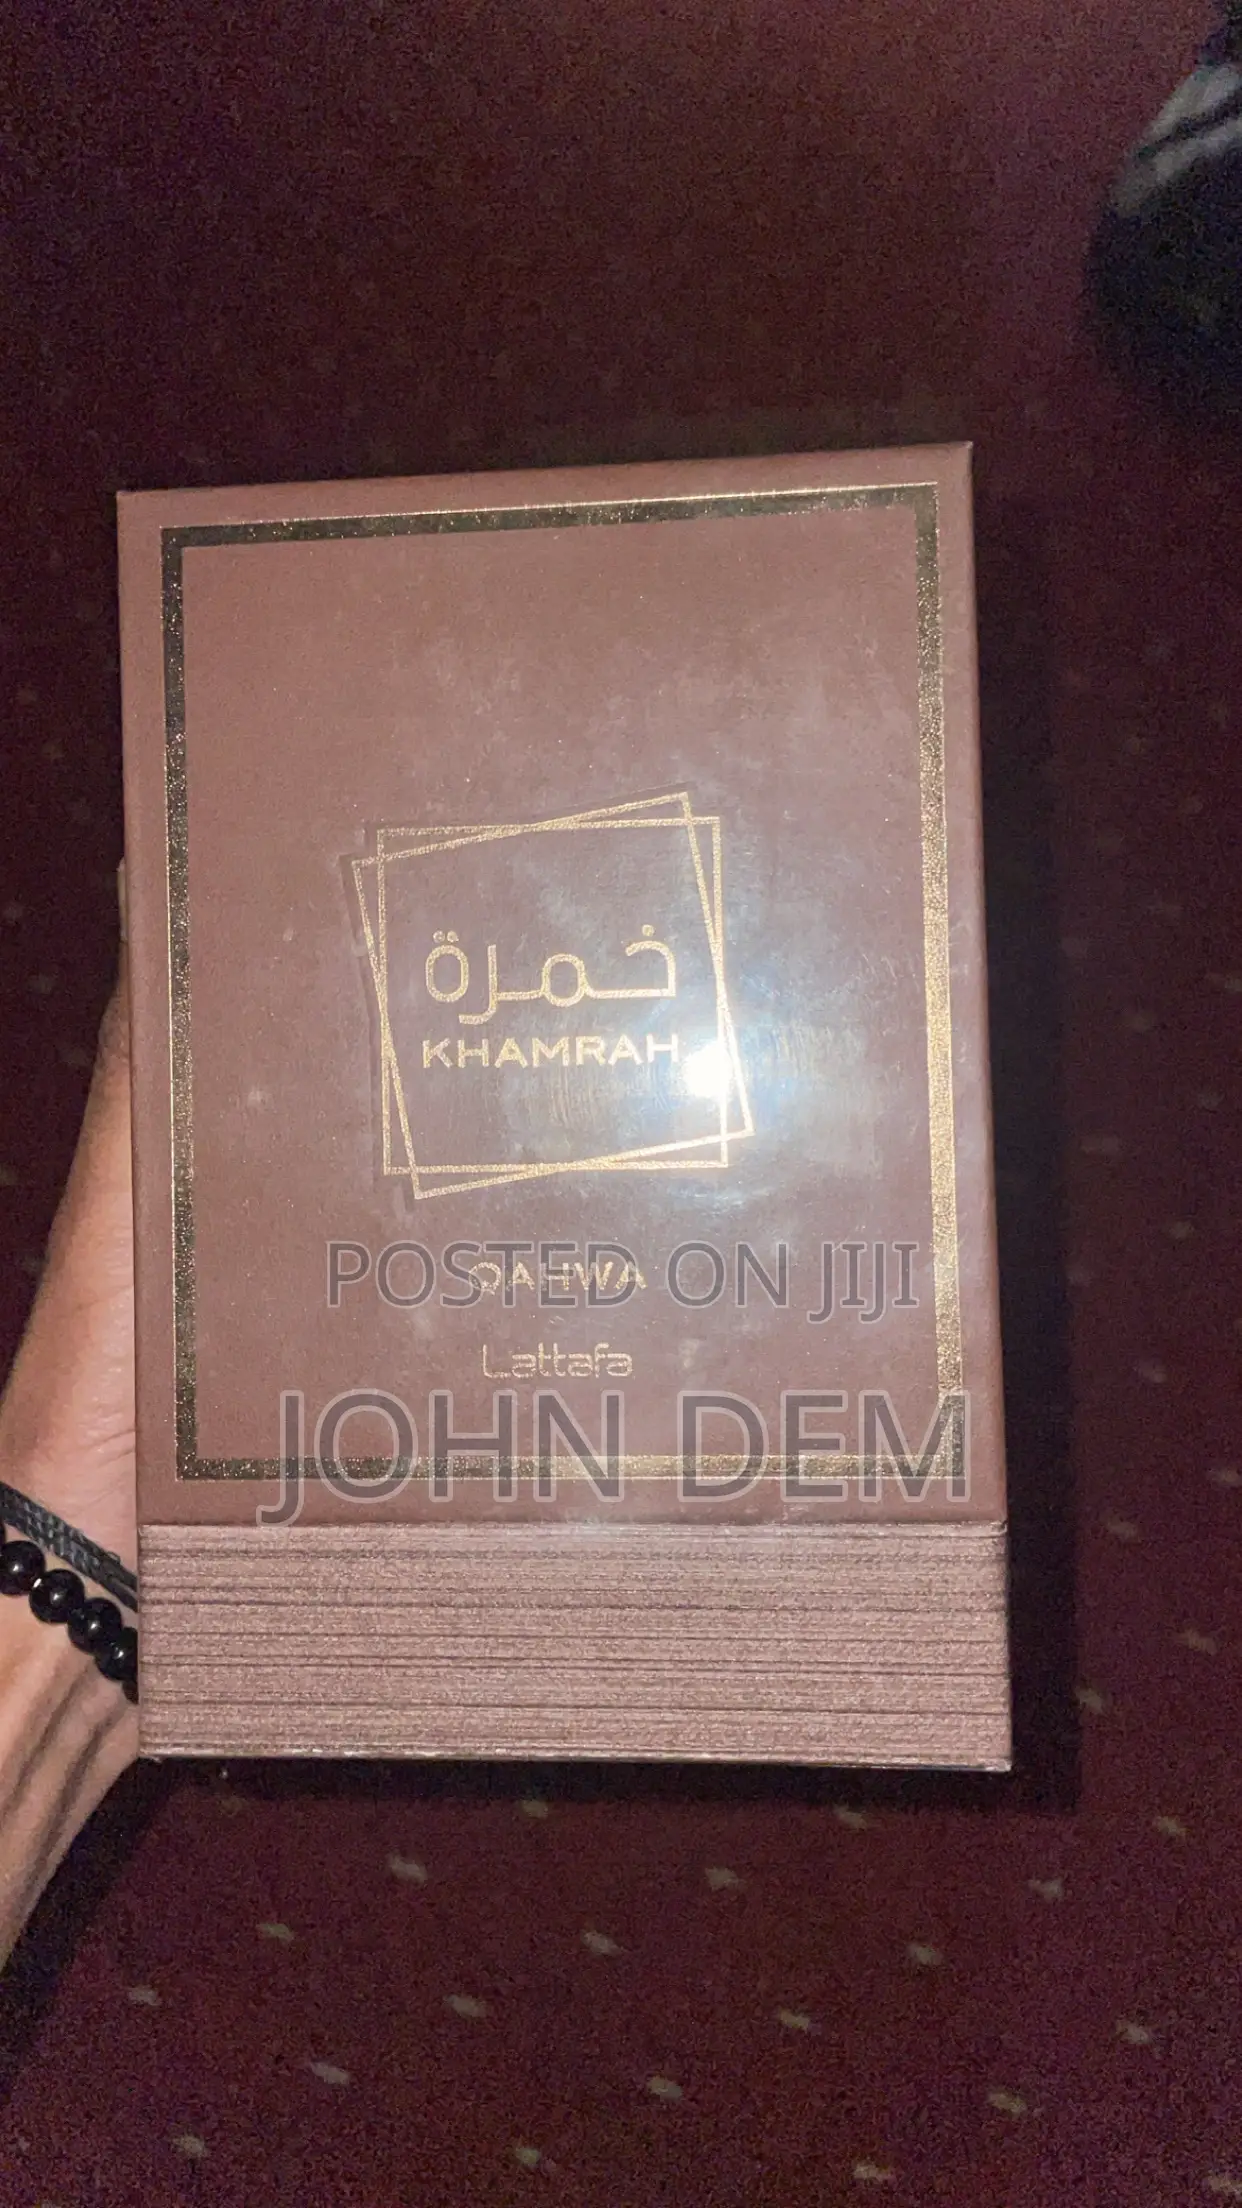 خمرة
KHAMRAH
QAHWA
POSTED ON JIJI
Lattafa
JOHN DEM